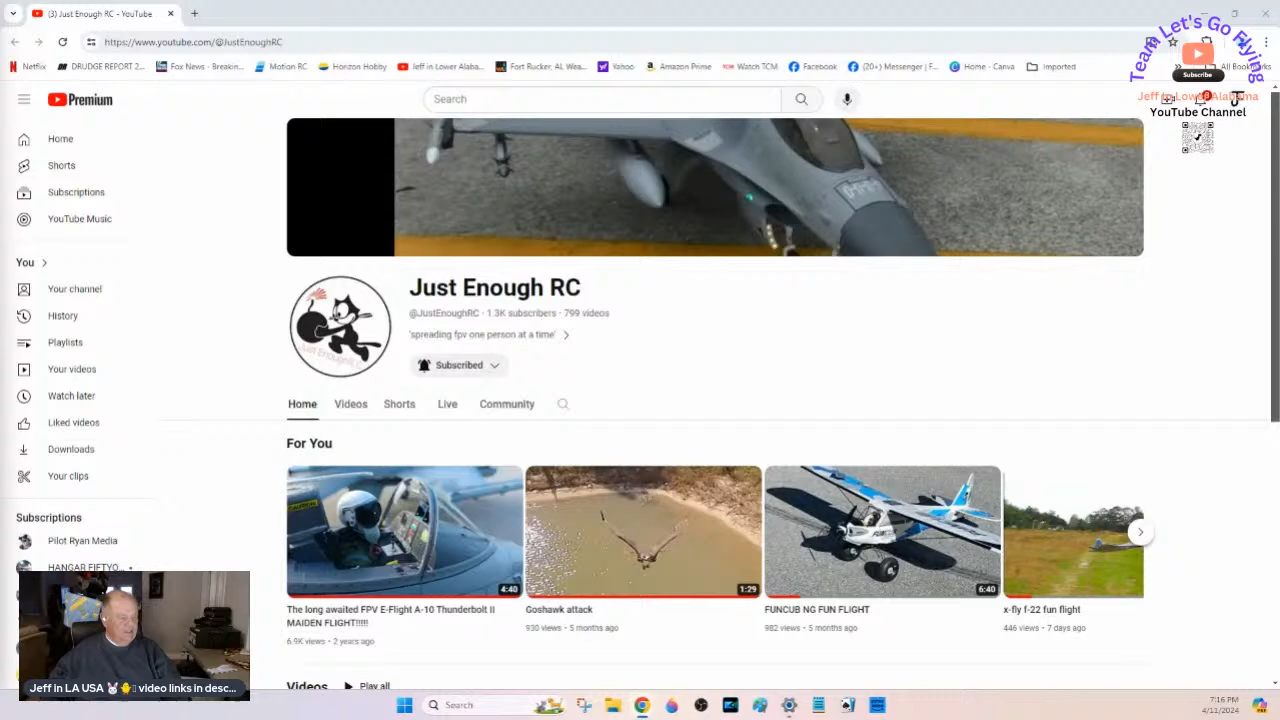 (3) Just Enough RC - YouTube
https://www.youtube.com/@JustEnoughRC
Netflix
DRUDGE REPORT 2...
Fox News - Breaking...
Motion RC
Horizon Hobby
Jeff in Lower Alaba...
Fort Rucker, AL Wea...
Yahoo
Amazon Prime
Watch TCM
Facebook
(20+) Messenger | F...
Home - Canva
Imported
All Bookmarks
Team Let's Go Flying
Subscribe
Jeff in Lower Alabama
YouTube Channel
Premium
Search
Home
Shorts
Subscriptions
YouTube Music
You
Your channel
History
Playlists
Your videos
Watch later
Liked videos
Downloads
Your clips
Subscriptions
Pilot Ryan Media
HANGAR FIFTYO...
Just Enough RC
@JustEnoughRC · 1.3K subscribers · 799 videos
'spreading fpv one person at a time'
Subscribed
Home Videos Shorts Live Community
For You
4:40
1:29
6:40
The long awaited FPV E-Flight A-10 Thunderbolt II
MAIDEN FLIGHT!!!!!
6.9K views · 2 years ago
Goshawk attack
930 views · 5 months ago
FUNCUB NG FUN FLIGHT
982 views · 5 months ago
x-fly f-22 fun flight
446 views · 7 days ago
Videos
Play all
Jeff in LA USA 🐰🐥 video links in desc...
Search
7:16 PM
4/11/2024